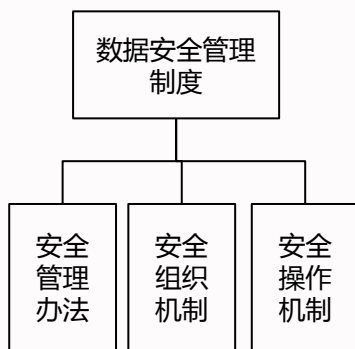 数据安全管理
制度
安全
管理
办法
安全
组织
机制
安全
操作
机制